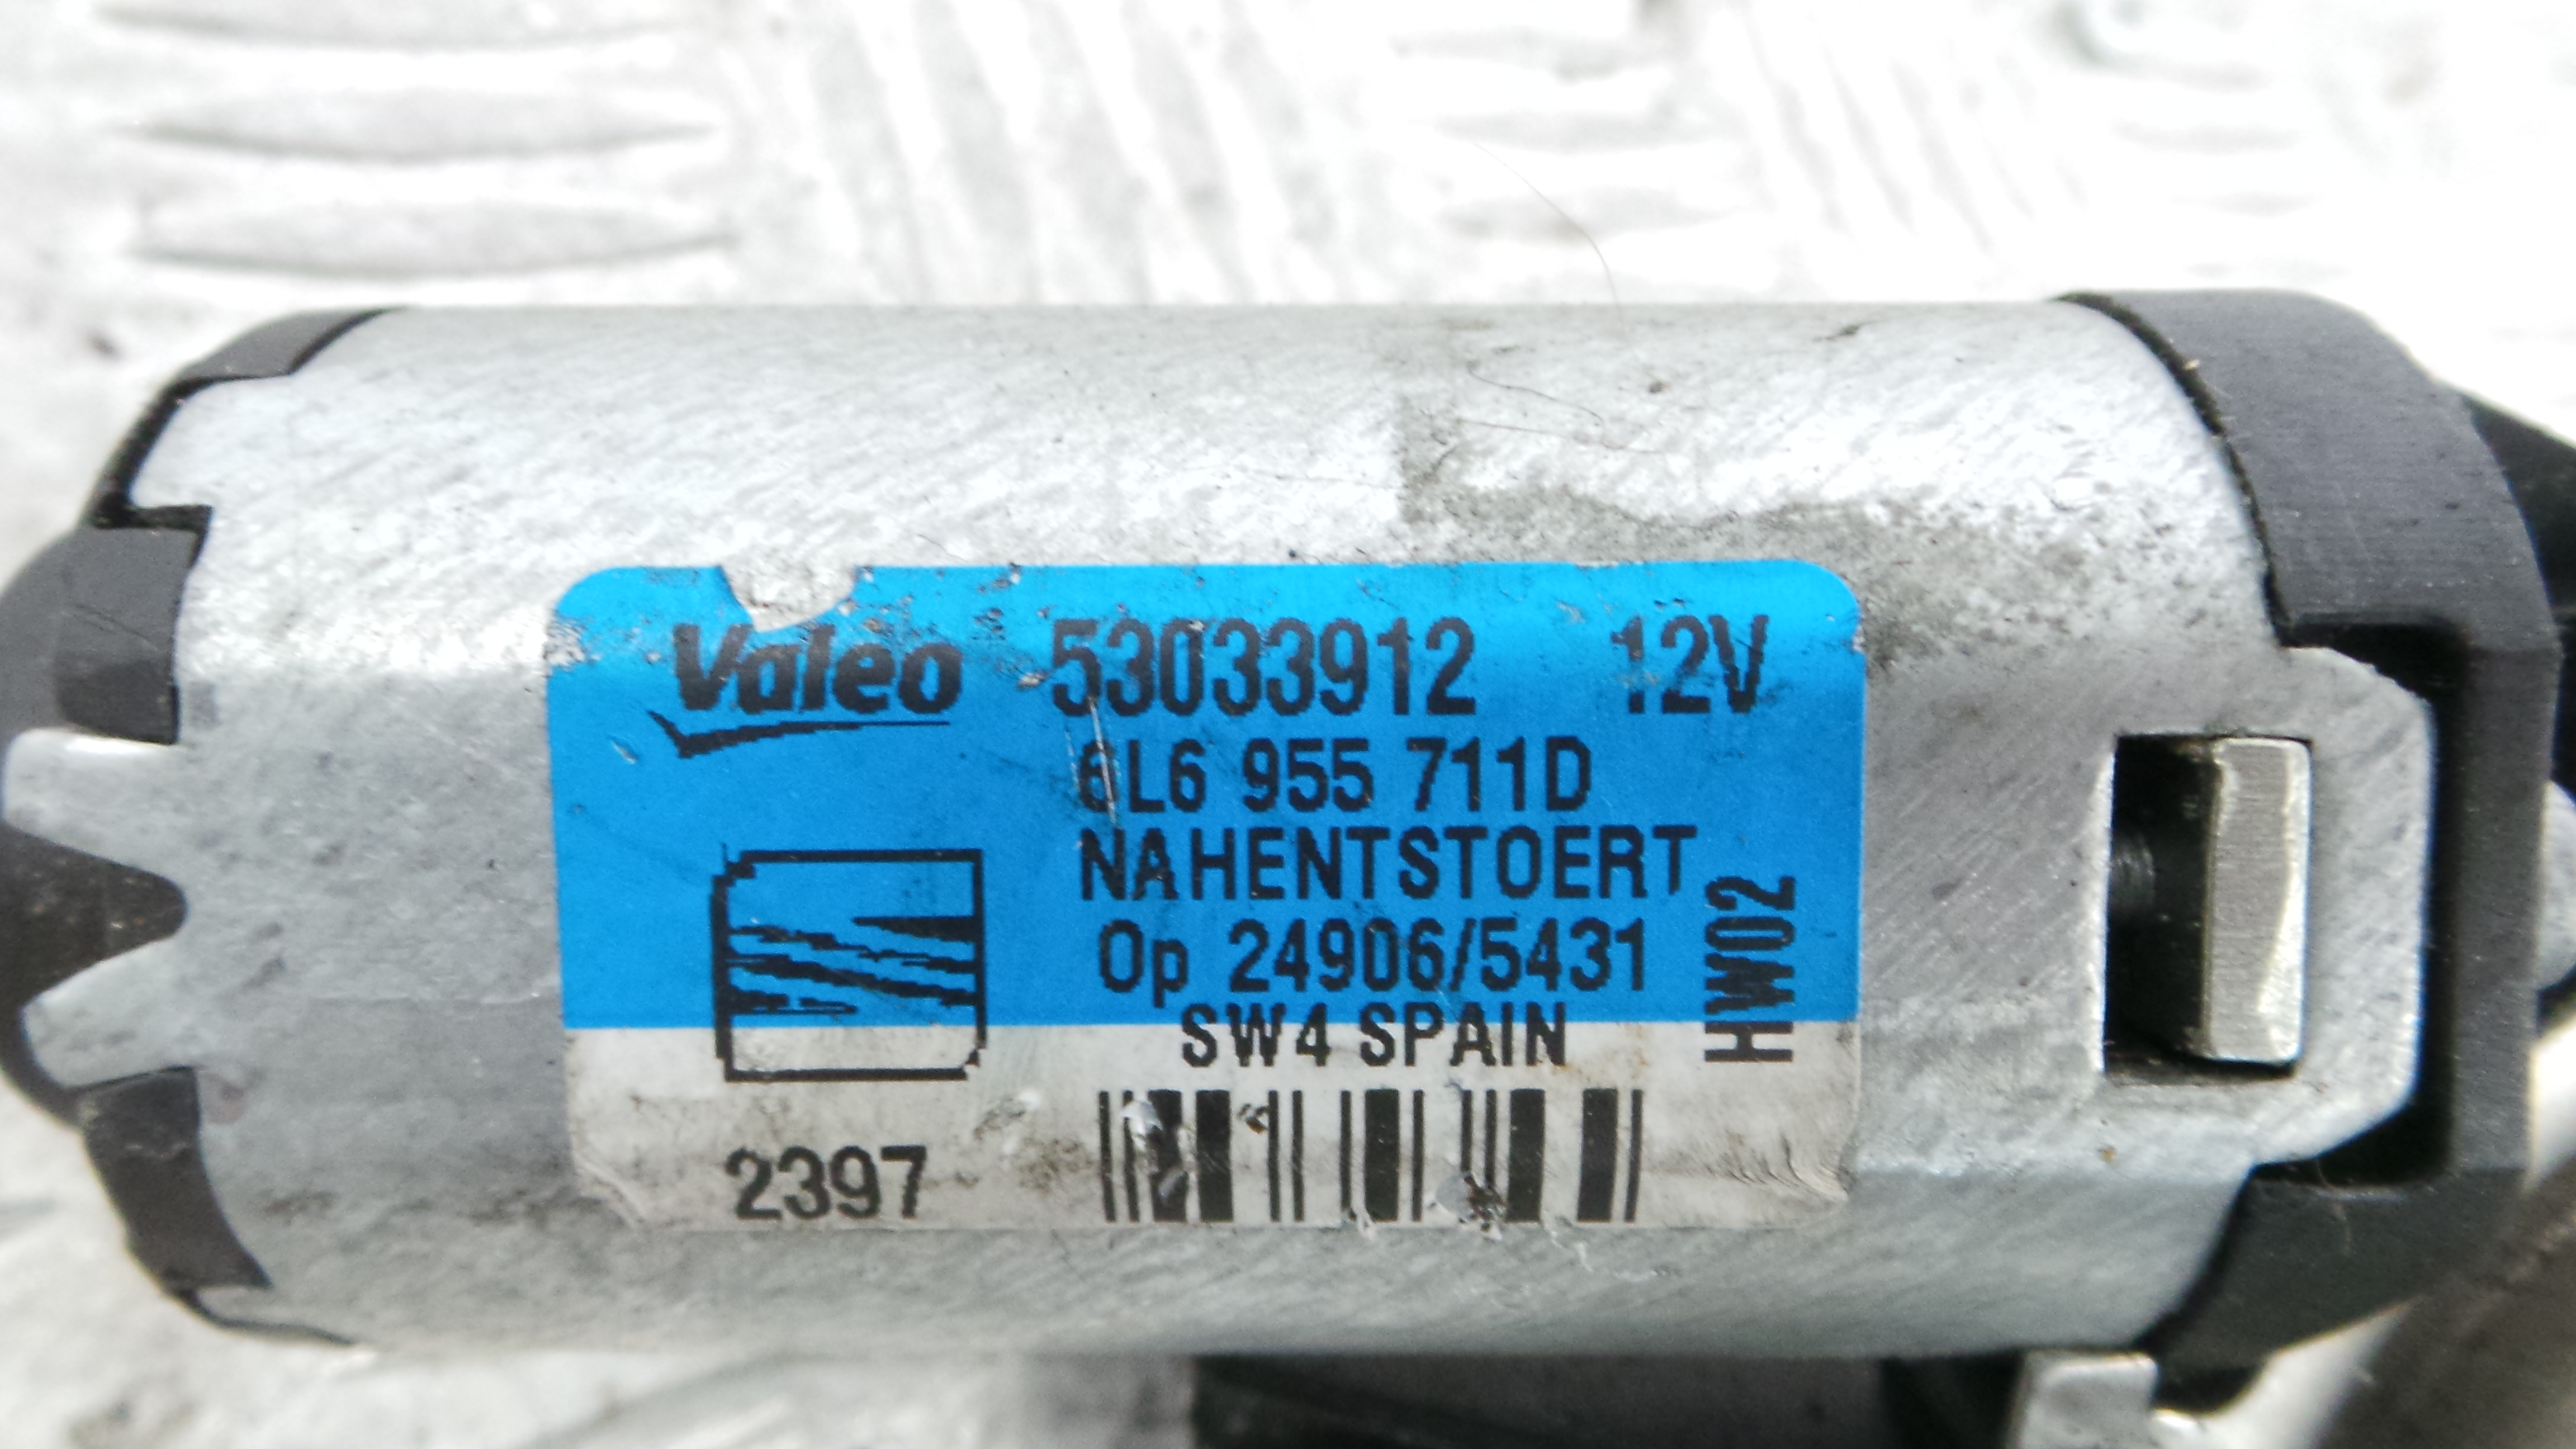 Valeo 53033912 12V
6L6 955 711D
NAHENTSTOERT
Op 24906/5431
SW4 SPAIN
HW02
2397